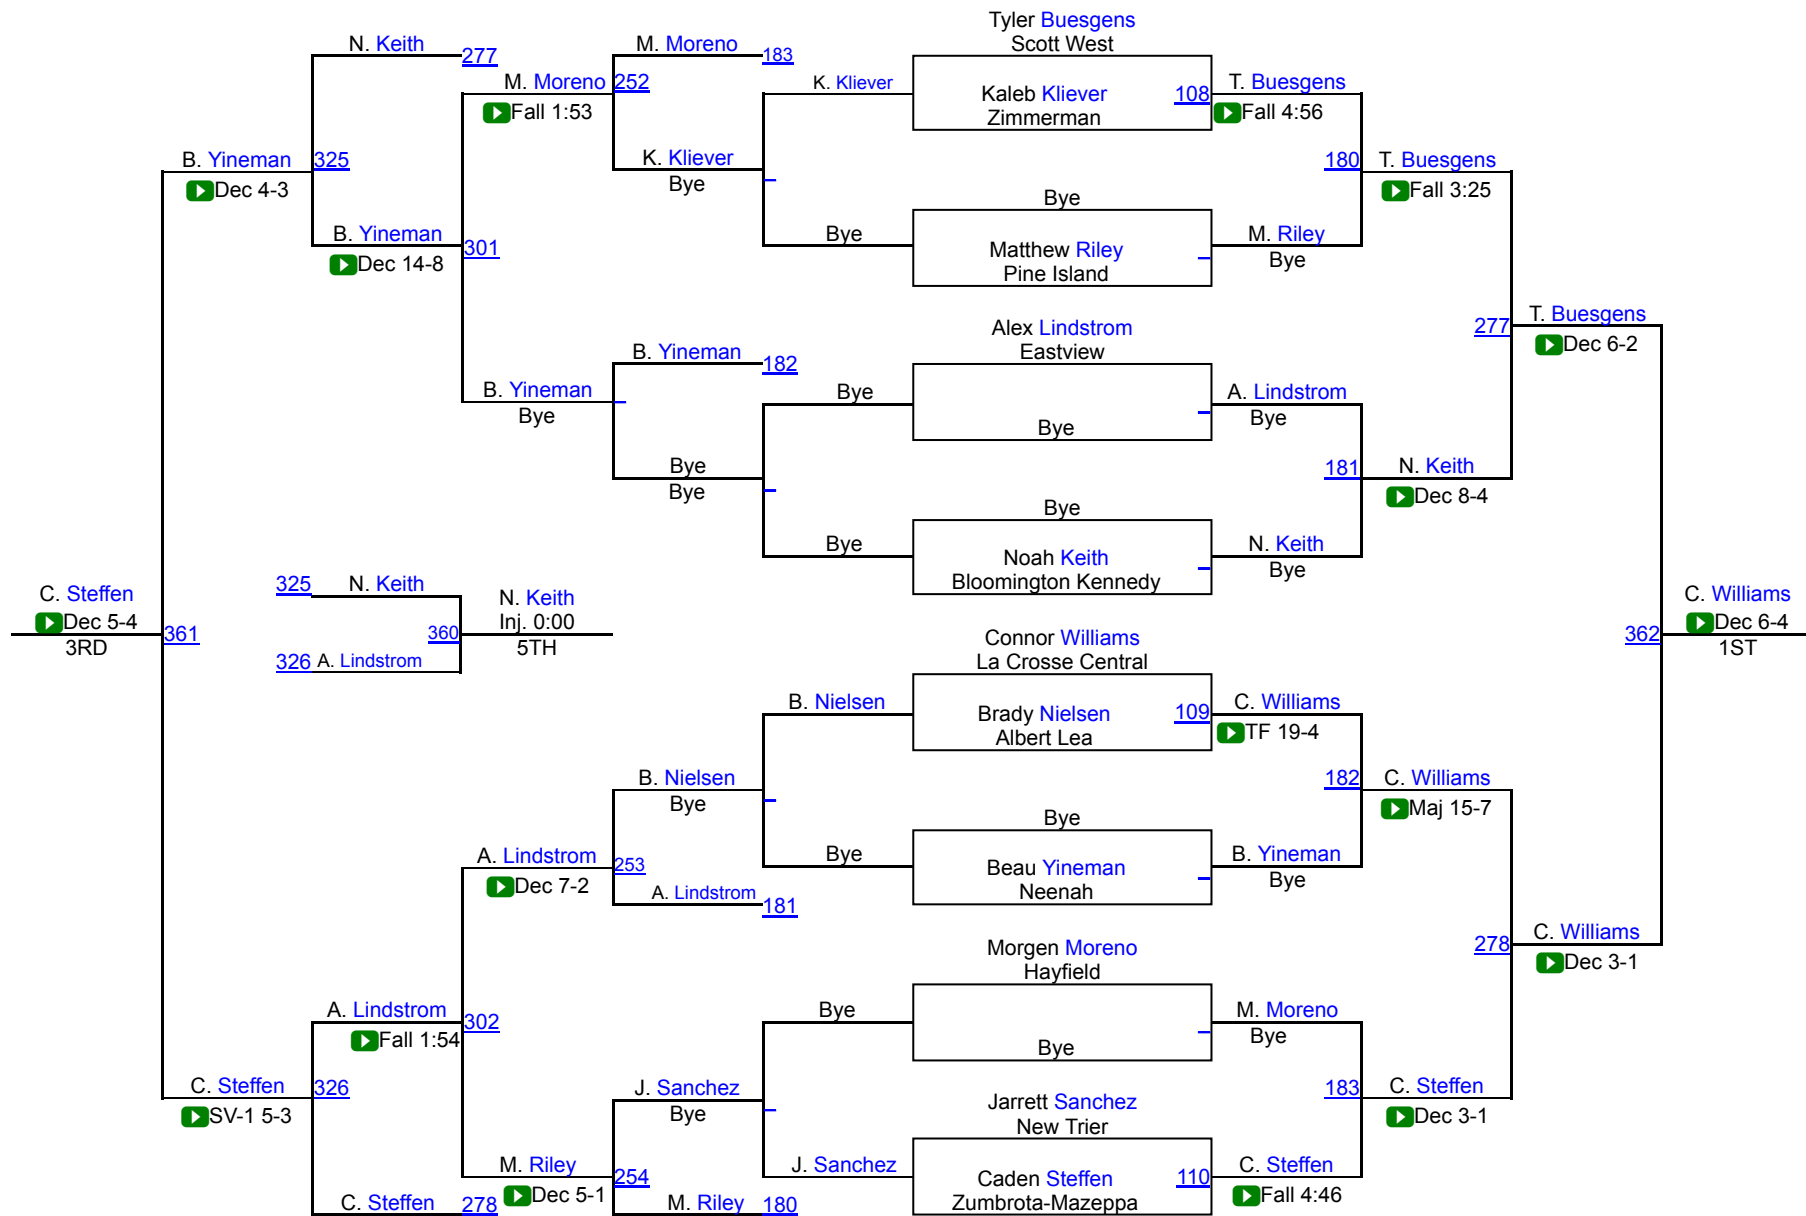 Tyler Buesgens
Scott West
N. Keith
277
M. Moreno
183
M. Moreno
252
Fall 1:53
K. Kliever
Kaleb Kliever
Zimmerman
108
T. Buesgens
Fall 4:56
B. Yineman
325
Dec 4-3
K. Kliever
Bye
180
T. Buesgens
Fall 3:25
Bye
B. Yineman
301
Dec 14-8
Bye
Matthew Riley
Pine Island
M. Riley
Bye
Alex Lindstrom
Eastview
277
T. Buesgens
Dec 6-2
B. Yineman
182
B. Yineman
Bye
Bye
Bye
A. Lindstrom
Bye
Bye
Bye
181
N. Keith
Dec 8-4
Bye
Bye
Noah Keith
Bloomington Kennedy
N. Keith
Bye
C. Steffen
Dec 5-4
3RD
361
325
N. Keith
326
A. Lindstrom
360
N. Keith
Inj. 0:00
5TH
Connor Williams
La Crosse Central
362
C. Williams
Dec 6-4
1ST
B. Nielsen
Brady Nielsen
Albert Lea
109
C. Williams
TF 19-4
B. Nielsen
Bye
182
C. Williams
Maj 15-7
Bye
A. Lindstrom
253
Dec 7-2
Bye
Beau Yineman
Neenah
B. Yineman
Bye
A. Lindstrom
181
Morgen Moreno
Hayfield
278
C. Williams
Dec 3-1
A. Lindstrom
302
Fall 1:54
Bye
Bye
M. Moreno
Bye
C. Steffen
326
SV-1 5-3
J. Sanchez
Bye
Jarrett Sanchez
New Trier
183
C. Steffen
Dec 3-1
M. Riley
254
Dec 5-1
J. Sanchez
Caden Steffen
Zumbrota-Mazeppa
110
C. Steffen
Fall 4:46
C. Steffen
278
M. Riley
180